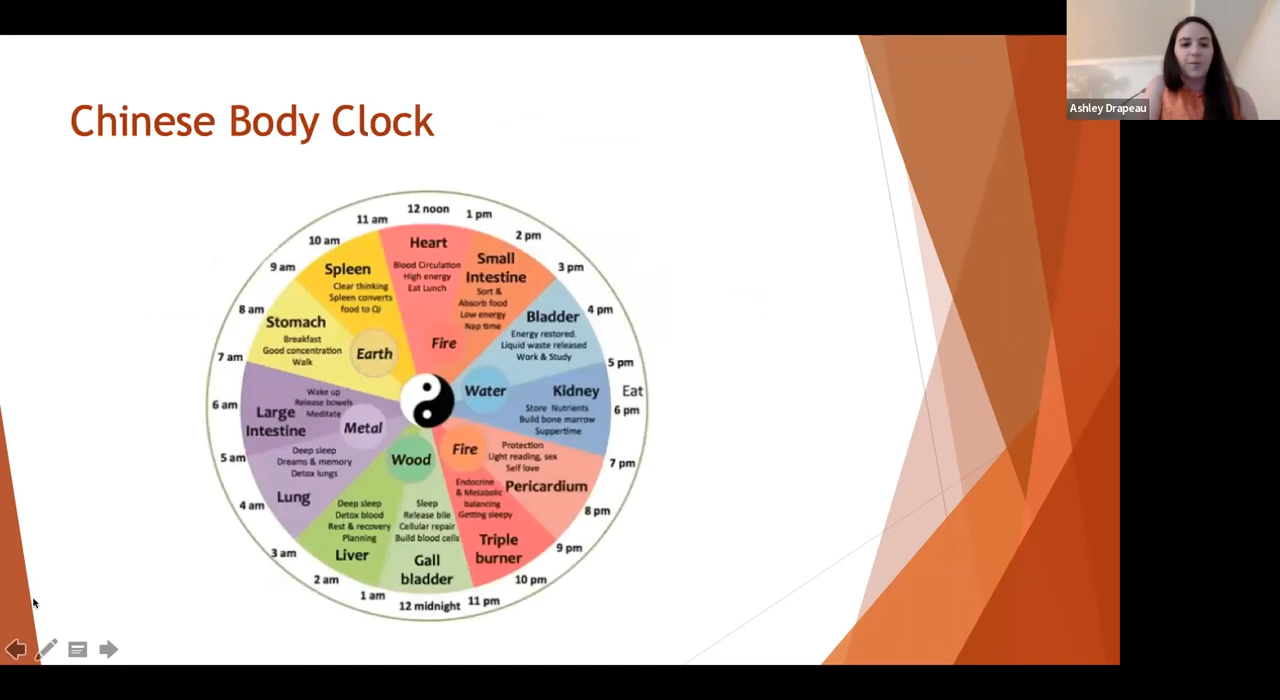 Ashley Drapeau
Chinese Body Clock
12 noon
1 pm
2 pm
3 pm
4 pm
5 pm
Eat
6 pm
7 pm
8 pm
9 pm
10 pm
11 pm
12 midnight
1 am
2 am
3 am
4 am
5 am
6 am
7 am
8 am
9 am
10 am
11 am
Heart
Blood Circulation
High energy
Eat Lunch
Fire
Small
Intestine
Sort &
Absorb food
Low energy
Nap time
Bladder
Energy restored.
Liquid waste released
Work & Study
Water
Kidney
Store Nutrients
Build bone marrow
Suppertime
Fire
Protection
Light reading, sex
Self love
Pericardium
Endocrine
& Metabolic
balancing
Getting sleepy
Triple
burner
Wood
Sleep
Release bile
Cellular repair
Build blood cells
Gall
bladder
Deep sleep
Detox blood
Rest & recovery
Planning
Liver
Metal
Deep sleep
Dreams & memory
Detox lungs
Lung
Wake up
Release bowels
Meditate
Large
Intestine
Earth
Stomach
Breakfast
Good concentration
Walk
Spleen
Clear thinking
Spleen converts
food to Qi